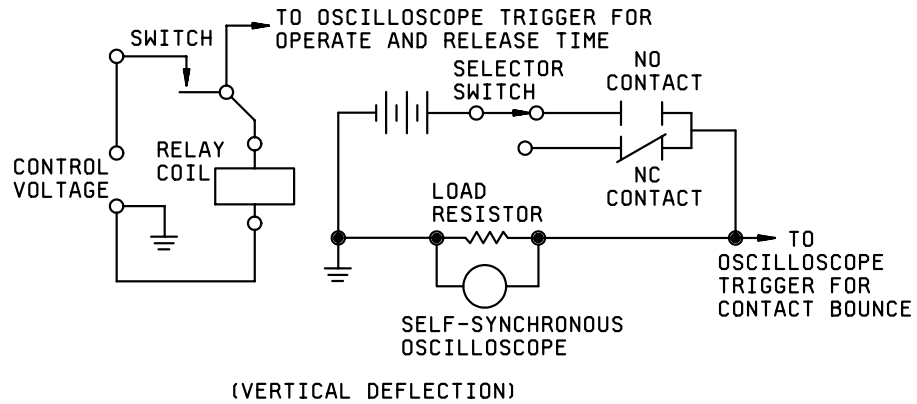 TO OSCILLOSCOPE TRIGGER FOR
OPERATE AND RELEASE TIME
SWITCH
SELECTOR
SWITCH
NO
CONTACT
CONTROL
VOLTAGE
RELAY
COIL
NC
CONTACT
LOAD
RESISTOR
TO
OSCILLOSCOPE
TRIGGER FOR
CONTACT BOUNCE
SELF-SYNCHRONOUS
OSCILLOSCOPE
(VERTICAL DEFLECTION)